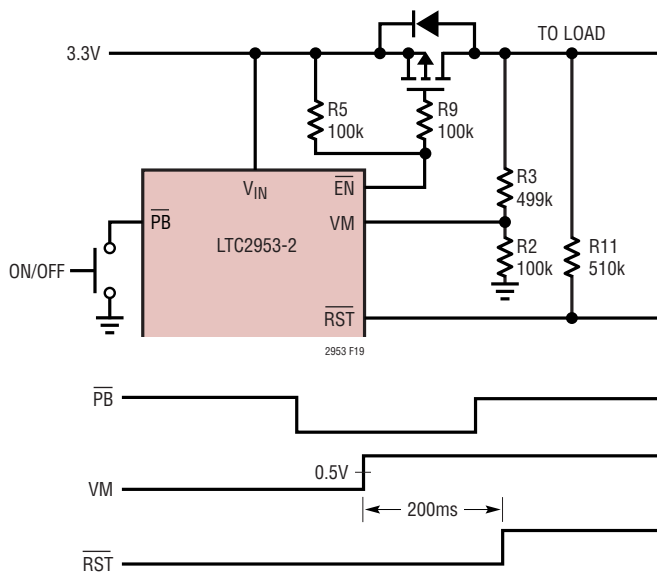 TO LOAD
3.3V
R5
100k
R9
100k
VIN
EN
R3
499k
PB
VM
LTC2953-2
R2
100k
R11
510k
ON/OFF
RST
2953 F19
PB
0.5V
VM
200ms
RST